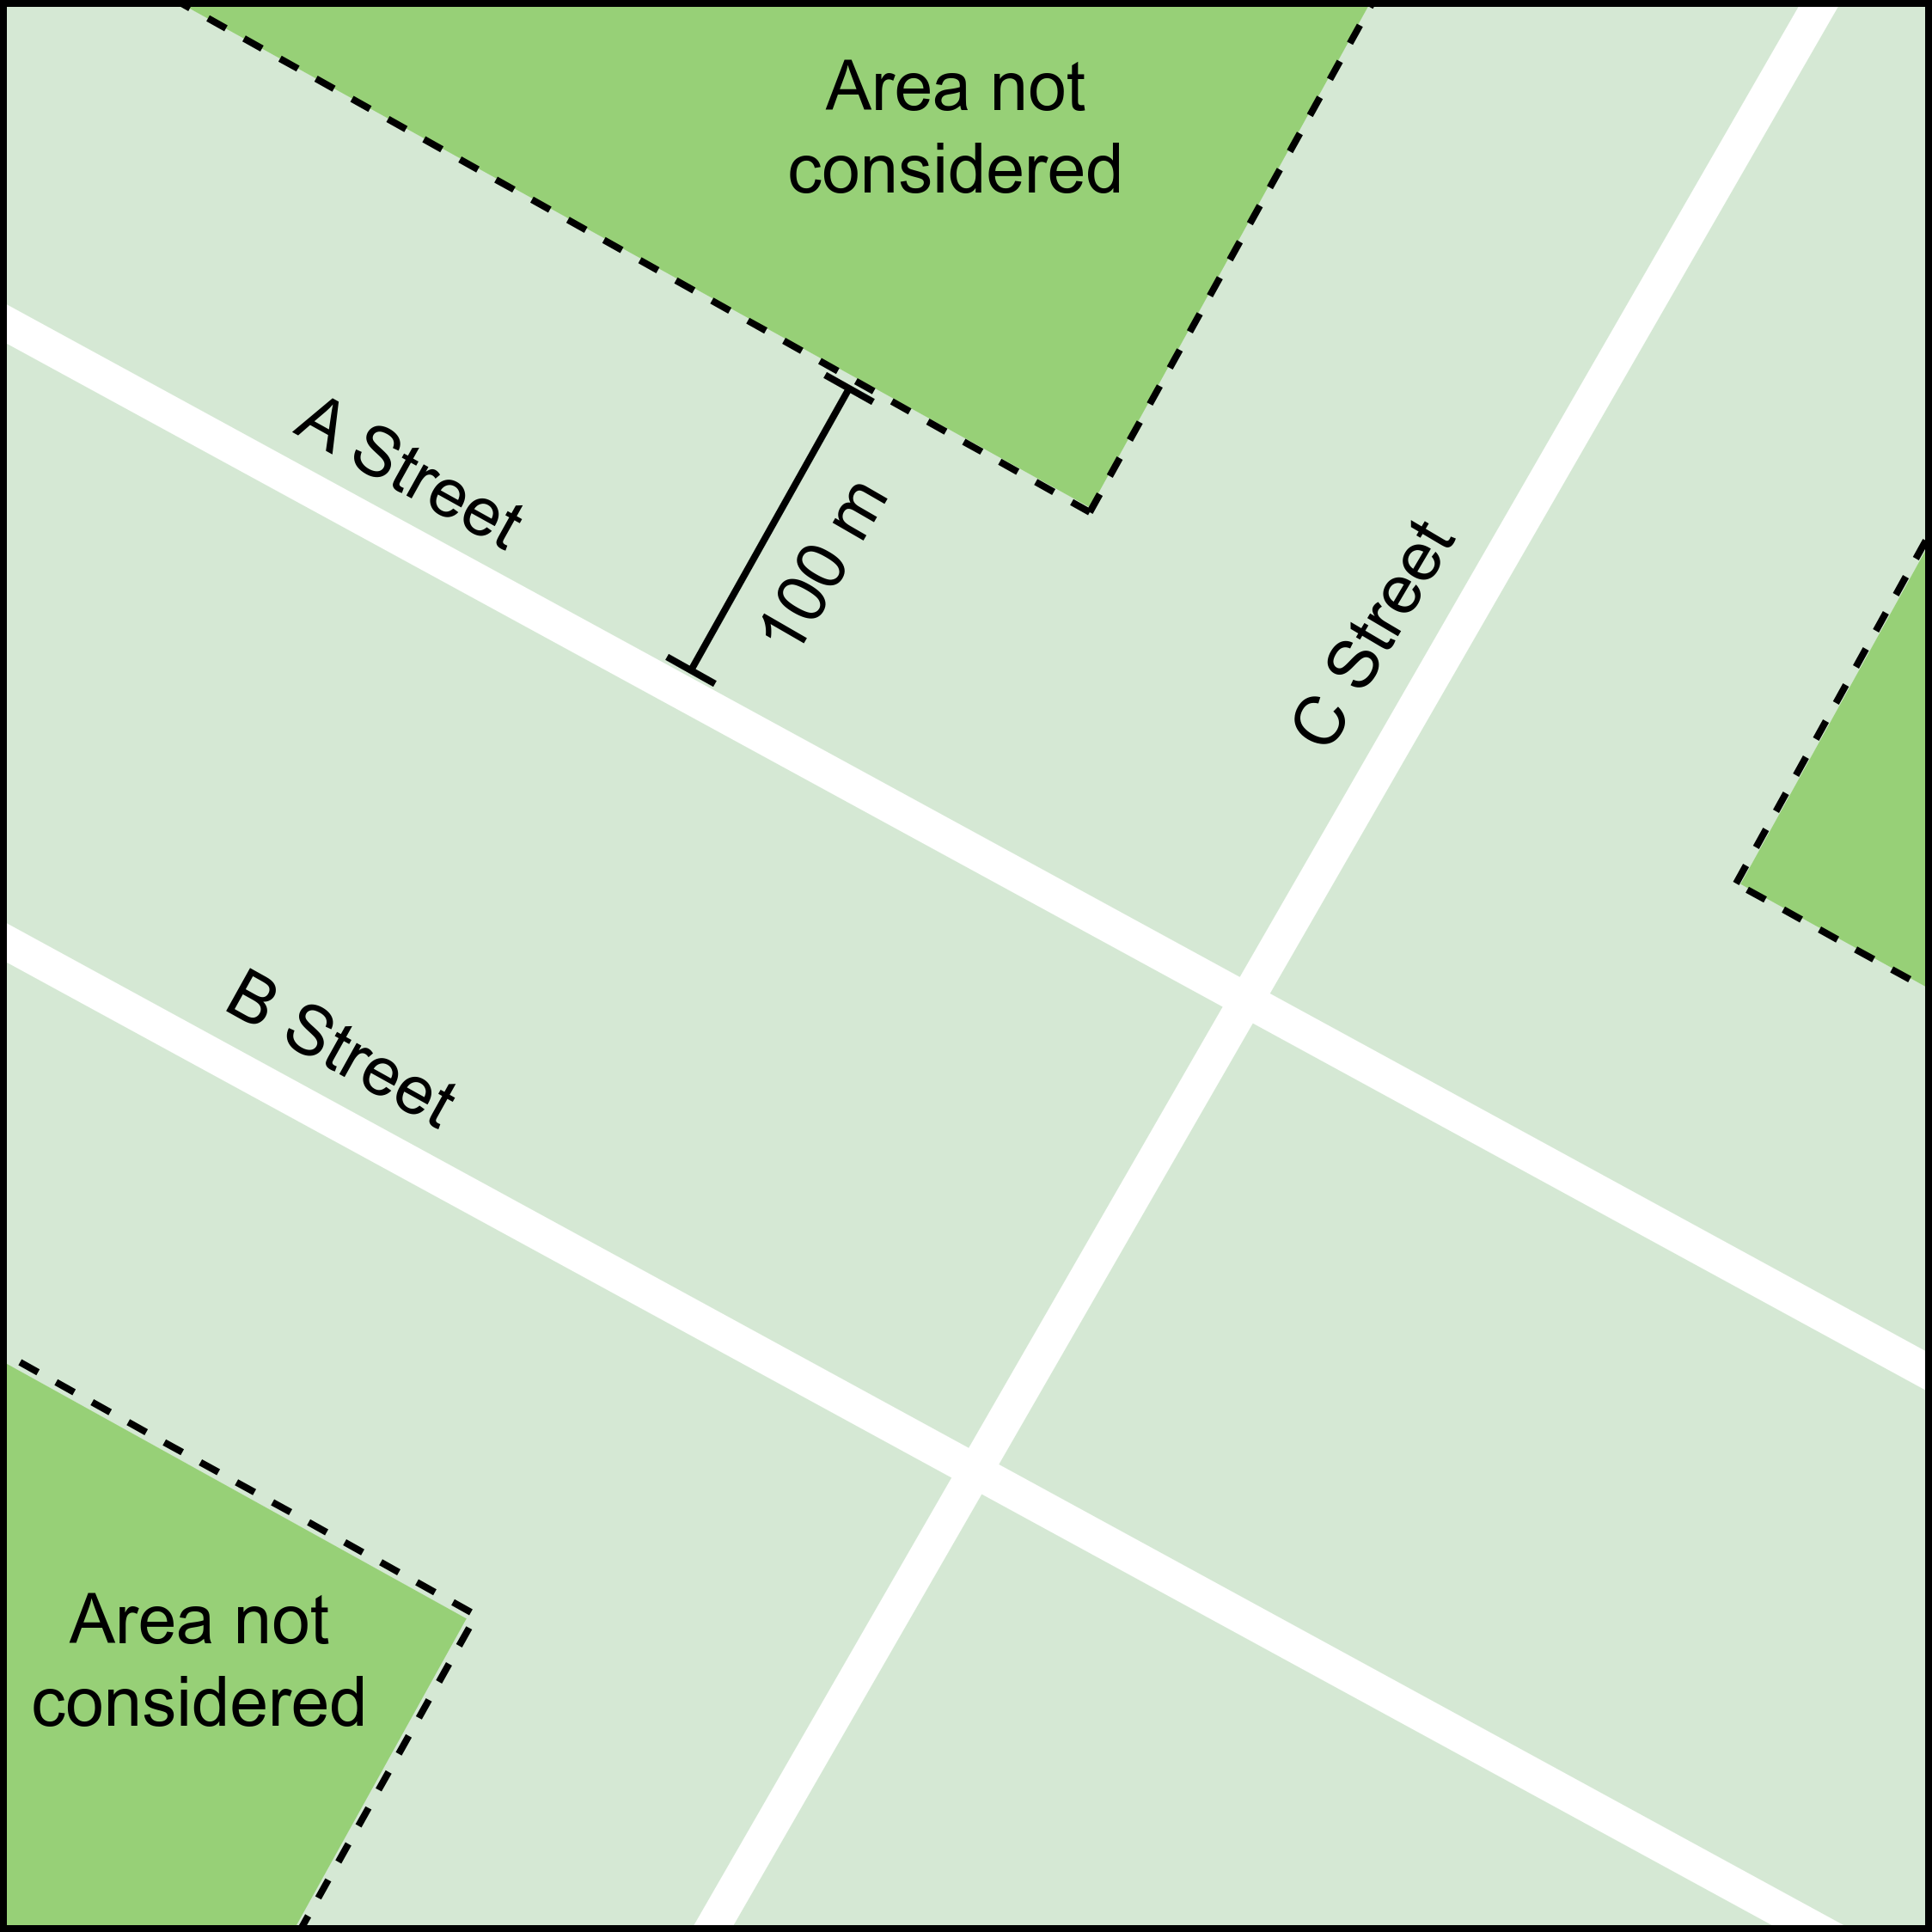 Area not
considered
A Street
100 m
C Street
B Street
Area not
considered